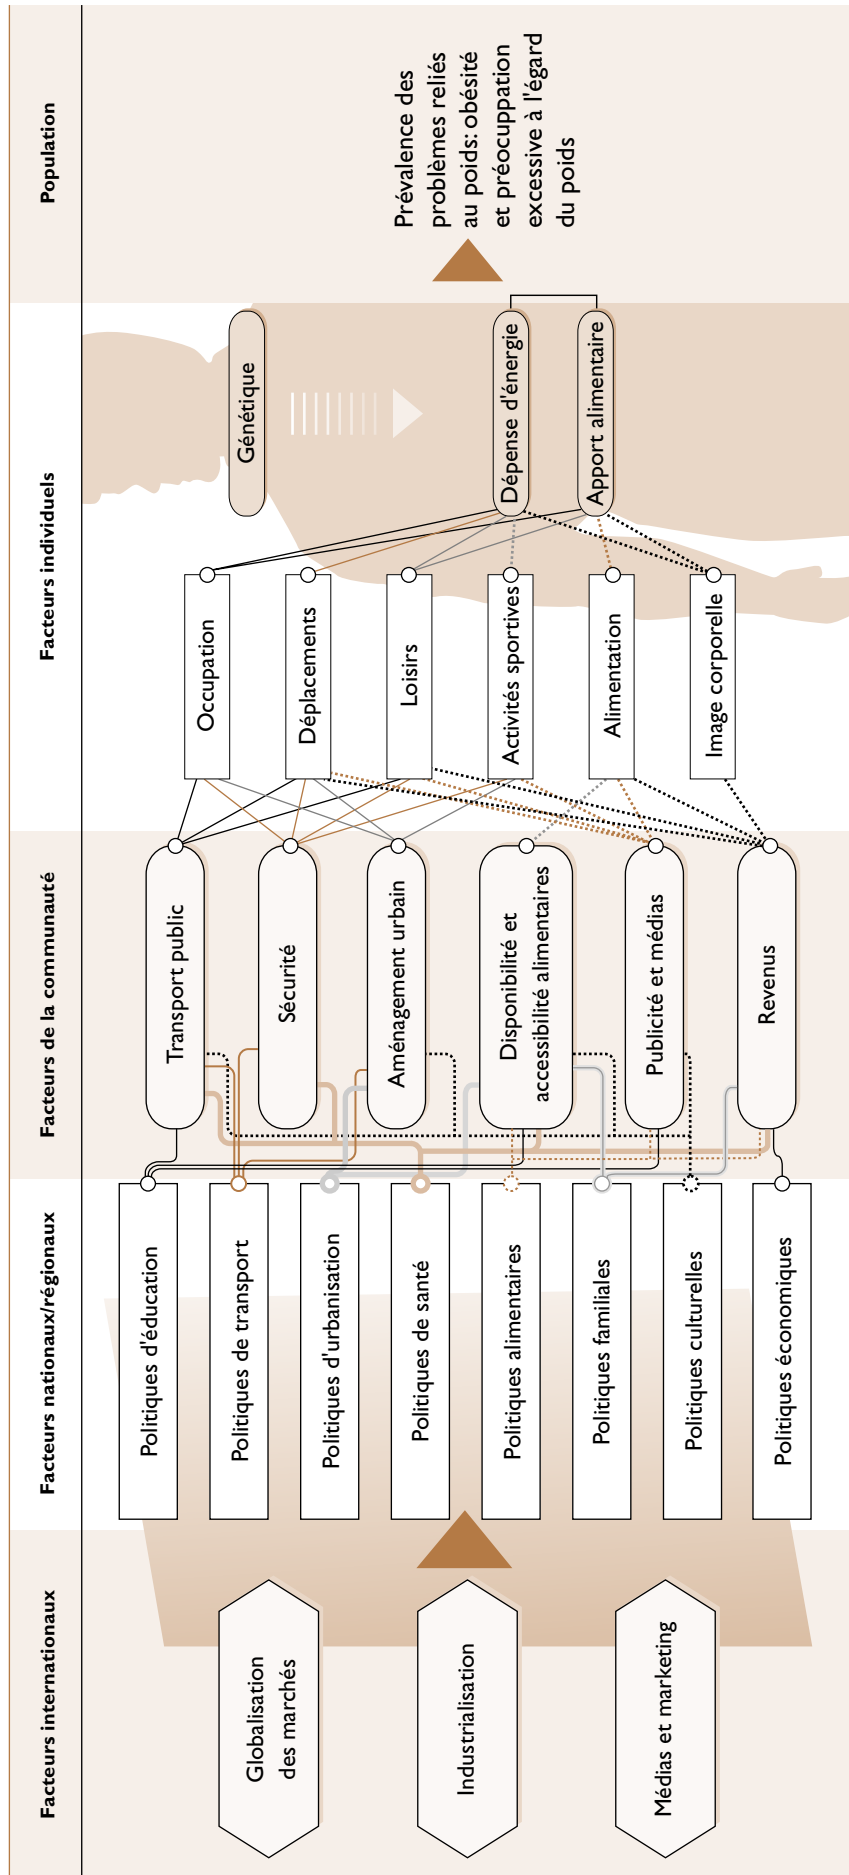 Facteurs internationaux
Facteurs nationaux/régionaux
Facteurs de la communauté
Facteurs individuels
Population
Globalisation
des marchés
Industrialisation
Médias et marketing
Politiques d'éducation
Politiques de transport
Politiques d'urbanisation
Politiques de santé
Politiques alimentaires
Politiques familiales
Politiques culturelles
Politiques économiques
Transport public
Sécurité
Aménagement urbain
Disponibilité et
accessibilité alimentaires
Publicité et médias
Revenus
Occupation
Déplacements
Loisirs
Activités sportives
Alimentation
Image corporelle
Génétique
Dépense d'énergie
Apport alimentaire
Prévalence des
problèmes reliés
au poids: obésité
et préocuppation
excessive à l'égard
du poids